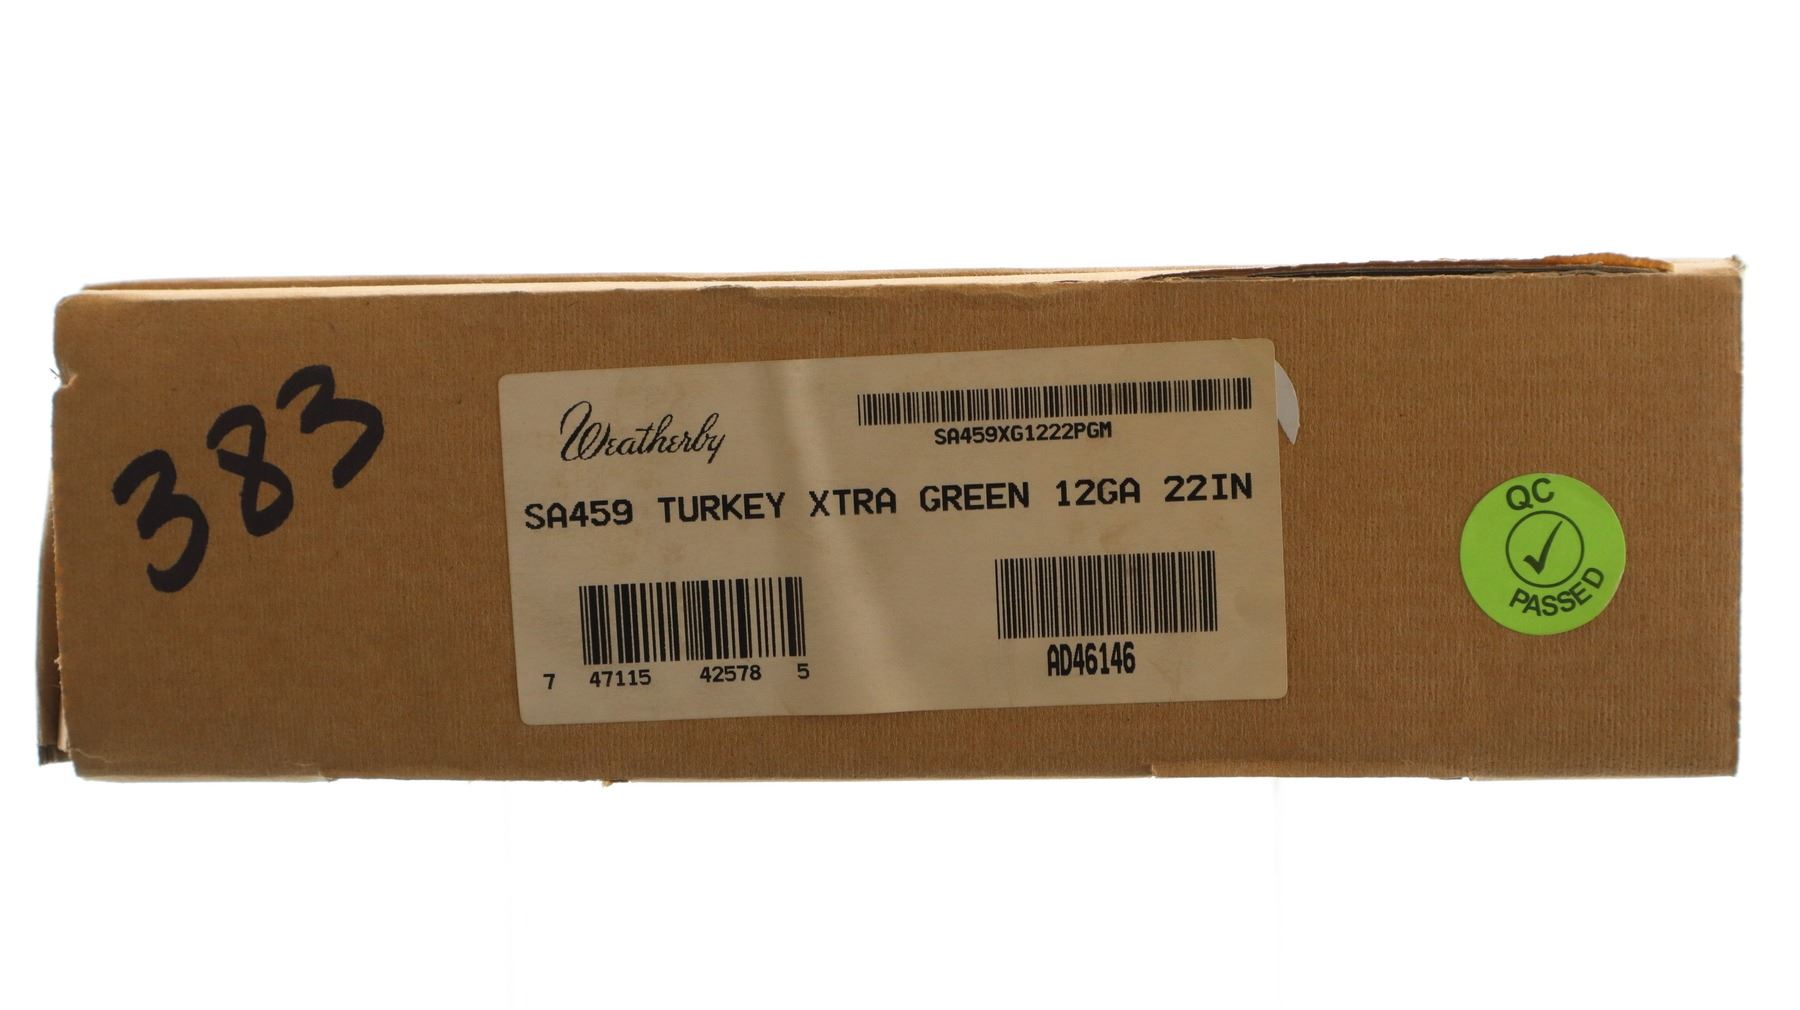 383
Weatherby
SA459XG1222PGM
SA459 TURKEY XTRA GREEN 12GA 22IN
7 47115 42578 5
AD46146
QC
PASSED